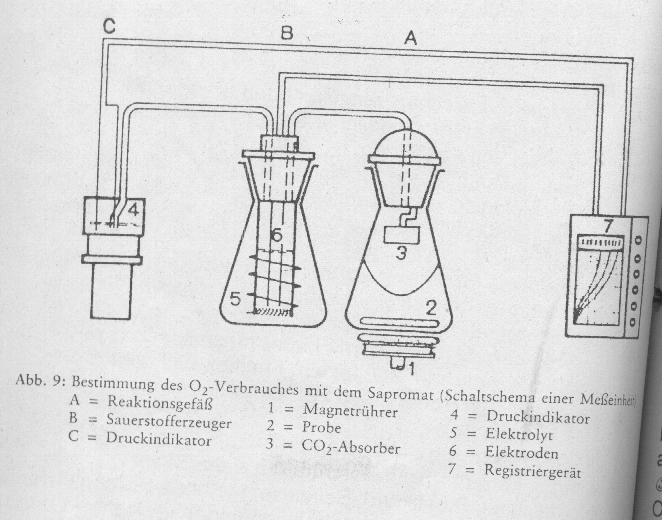 C B A
4
6
3
7
5
2
1
Abb. 9: Bestimmung des O₂-Verbrauches mit dem Sapromat (Schaltschema einer Meßeinheit)
A = Reaktionsgefäß 1 = Magnetrührer 4 = Druckindikator
B = Sauerstofferzeuger 2 = Probe 5 = Elektrolyt
C = Druckindikator 3 = CO₂-Absorber 6 = Elektroden
7 = Registriergerät